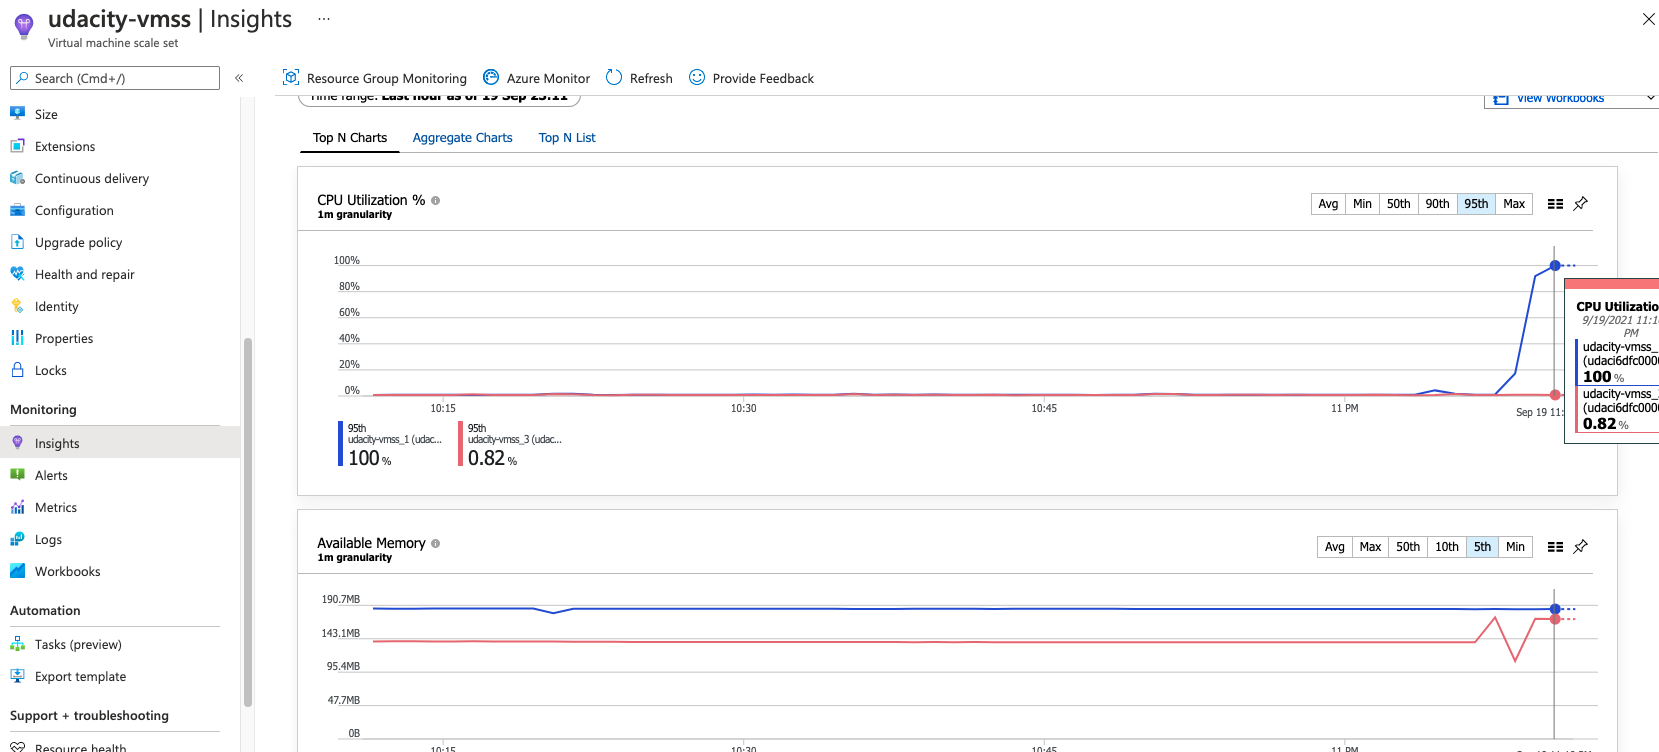 udacity-vmss | Insights ...
Virtual machine scale set
Search (Cmd+/)
«
Resource Group Monitoring
Azure Monitor
Refresh
Provide Feedback
Size
Extensions
Continuous delivery
Configuration
Upgrade policy
Health and repair
Identity
Properties
Locks
Monitoring
Insights
Alerts
Metrics
Logs
Workbooks
Automation
Tasks (preview)
Export template
Support + troubleshooting
Resource health
Time range: Last hour as of 19 Sep 23:11
View Workbooks
Top N Charts
Aggregate Charts
Top N List
CPU Utilization %
1m granularity
Avg Min 50th 90th 95th Max
100%
80%
60%
40%
20%
0%
10:15
10:30
10:45
11 PM
Sep 19 11:
CPU Utilizatio
9/19/2021 11:1
PM
udacity-vmss_
(udaci6dfc000
100 %
udacity-vmss_
(udaci6dfc000
0.82 %
95th
udacity-vmss_1 (udac...
100 %
95th
udacity-vmss_3 (udac...
0.82 %
Available Memory
1m granularity
Avg Max 50th 10th 5th Min
190.7MB
143.1MB
95.4MB
47.7MB
0B
10:15
10:30
10:45
11 PM